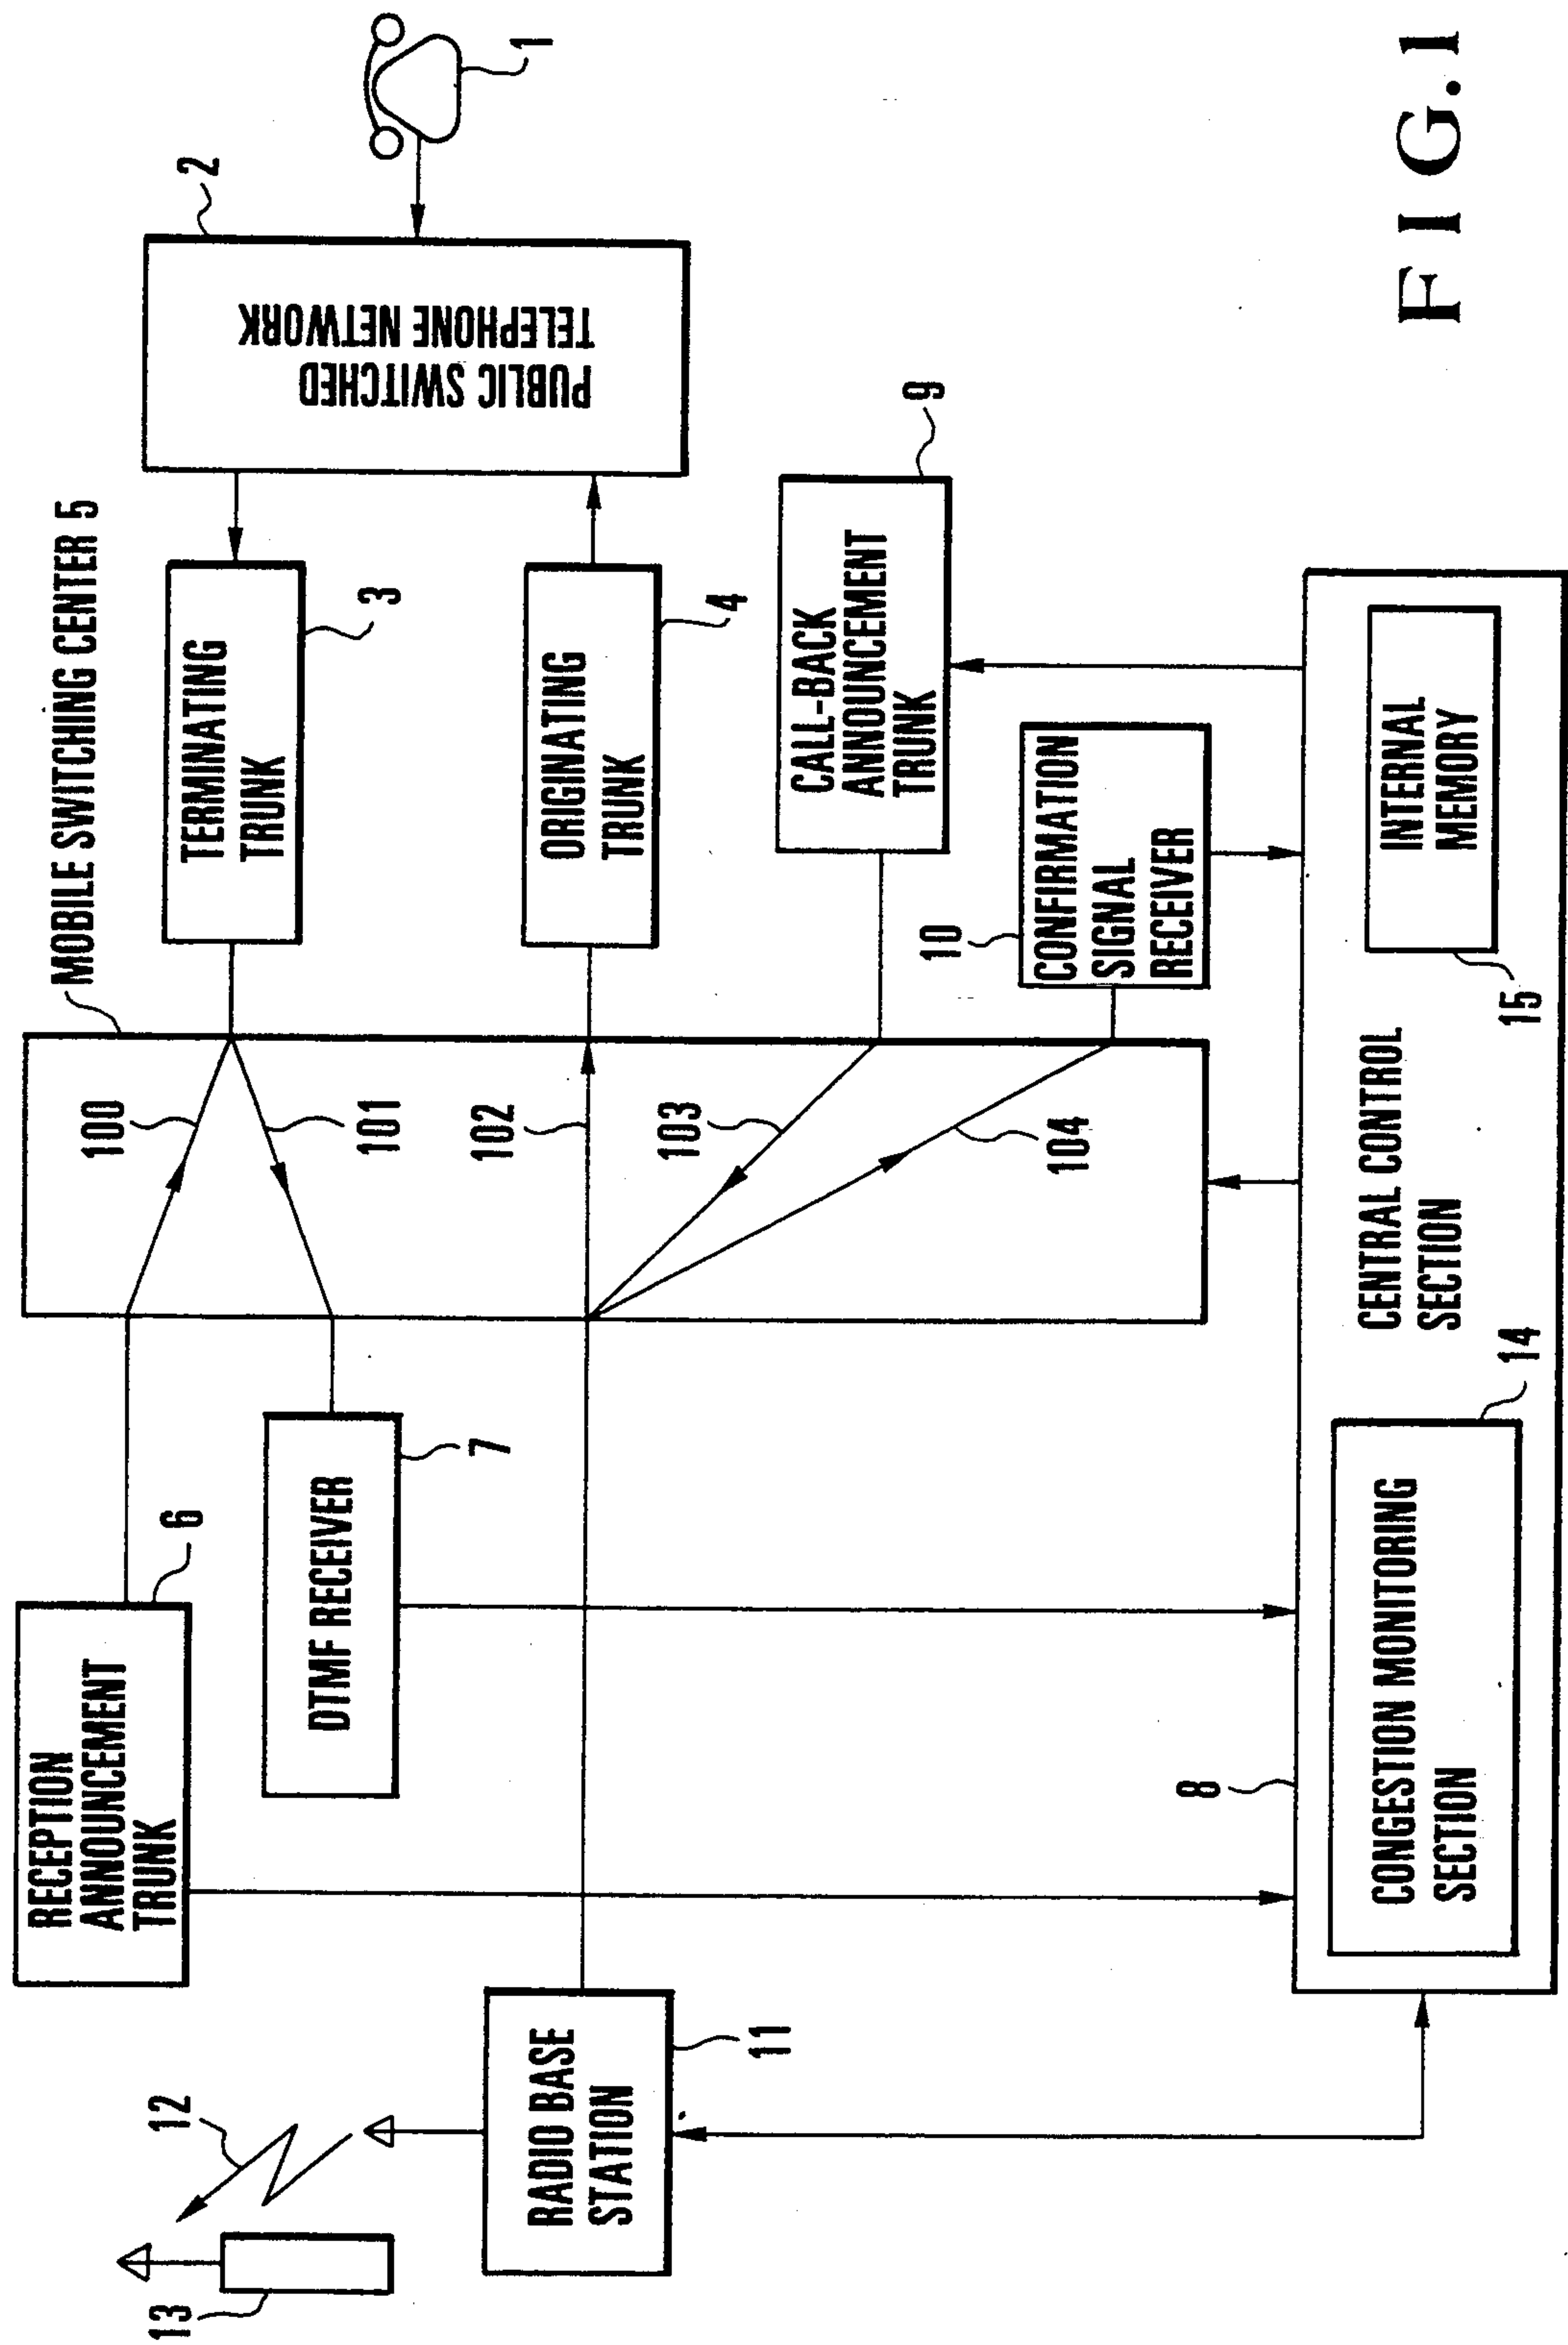 12
13
RADIO BASE
STATION
11
RECEPTION
ANNOUNCEMENT
TRUNK
6
DTMF RECEIVER
7
MOBILE SWITCHING CENTER 5
100
101
102
103
104
TERMINATING
TRUNK
3
ORIGINATING
TRUNK
4
PUBLIC SWITCHED
TELEPHONE NETWORK
2
1
CALL-BACK
ANNOUNCEMENT
TRUNK
9
10
CONFIRMATION
SIGNAL
RECEIVER
8
CONGESTION MONITORING
SECTION
14
CENTRAL CONTROL
SECTION
INTERNAL
MEMORY
15
FIG.1